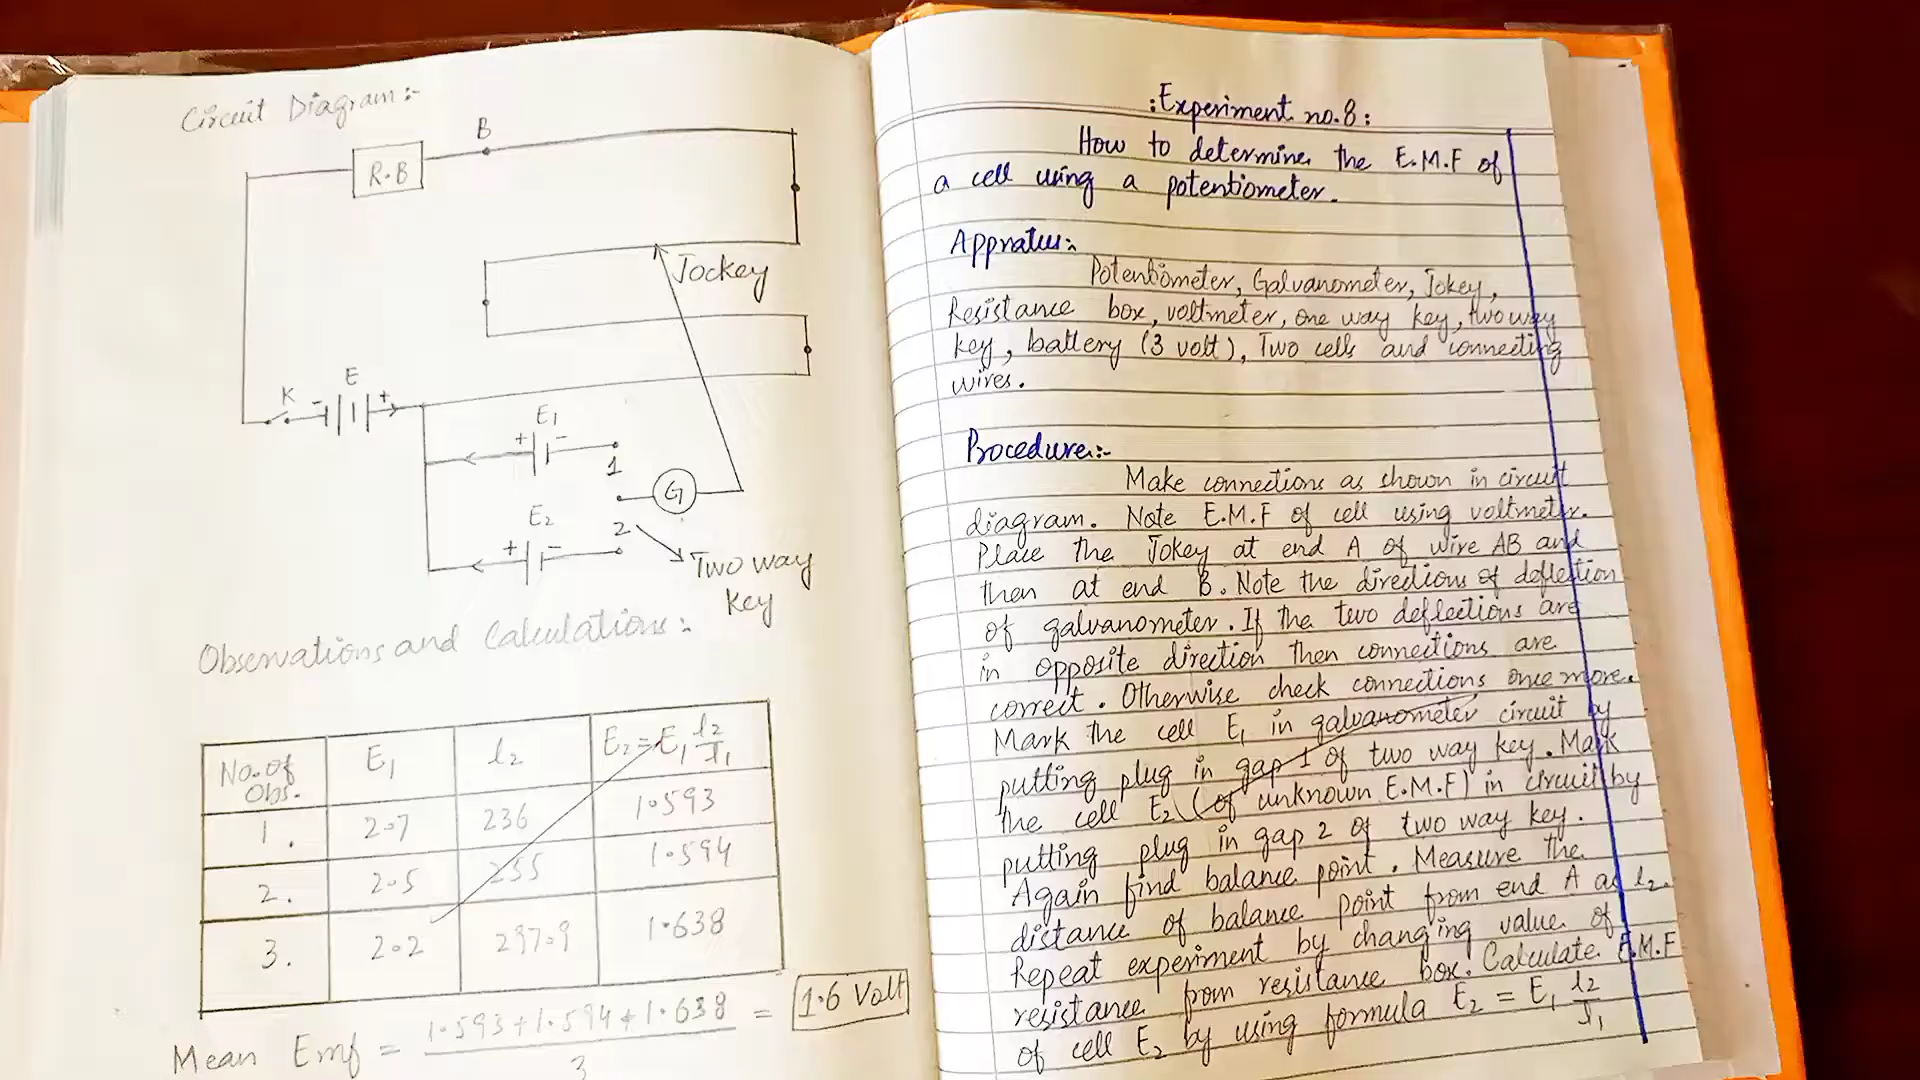 Circuit Diagram:-
B
R.B
Jockey
K
-
E
+
E1
+
-
1
G
E2
2
+
-
Two way
Key
Observations and Calculations:
No. of
Obs.
E1
l2
E2 = E1 l2/l1
1.
2.7
236
1.593
2.
2.5
255
1.594
3.
2.2
297.9
1.638
Mean Emf = 1.593+1.594+1.638 / 3 = 1.6 Volt
:Experiment no.8:
How to determine the E.M.F of
a cell using a potentiometer.
Appratus:-
Potentiometer, Galvanometer, Jokey,
Resistance box, voltmeter, one way key, two way
key, battery (3 volt), Two cells and connecting
wires.
Procedure:-
Make connections as shown in circuit
diagram. Note E.M.F of cell using voltmeter.
Place the Jokey at end A of wire AB and
then at end B. Note the directions of deflection
of galvanometer. If the two deflections are
in opposite direction then connections are
correct. Otherwise check connections once more.
Mark the cell E1 in galvanometer circuit by
putting plug in gap 1 of two way key. Mark
the cell E2 (of unknown E.M.F) in circuit by
putting plug in gap 2 of two way key.
Again find balance point. Measure the
distance of balance point from end A as l2.
Repeat experiment by changing value of
resistance from resistance box. Calculate E.M.F
of cell E2 by using formula E2 = E1 l2/l1